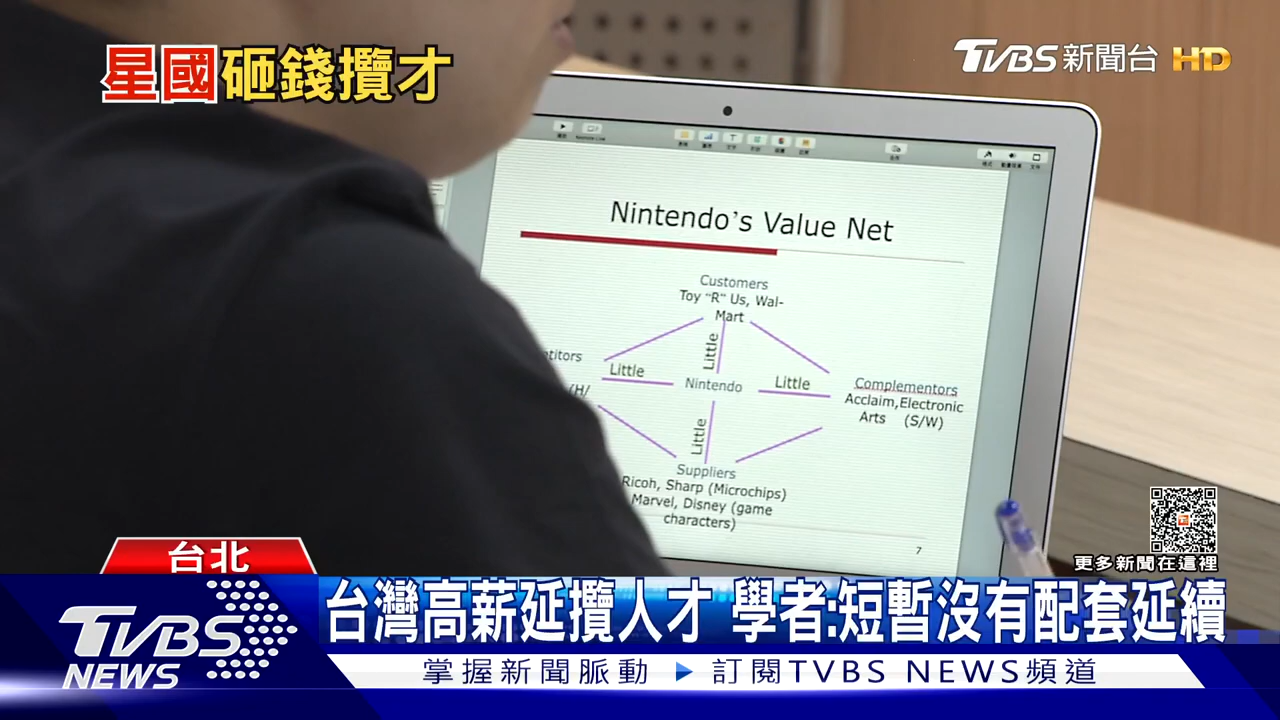 星國砸錢攬才
TVBS新聞台 HD
Nintendo's Value Net
Customers
Toy "R" Us, Wal-
Mart
Little
Little
Nintendo
Little
Complementors
Acclaim,Electronic
Arts (S/W)
(H/
Little
Suppliers
Ricoh, Sharp (Microchips)
Marvel, Disney (game
characters)
7
更多新聞在這裡
台北
台灣高薪延攬人才 學者:短暫沒有配套延續
TVBS
NEWS
掌握新聞脈動 ▶ 訂閱TVBS NEWS頻道